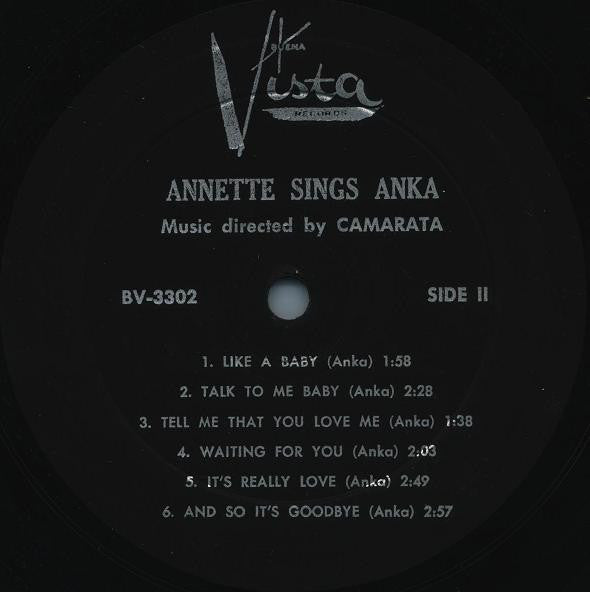 BUENA
Vista
RECORDS
ANNETTE SINGS ANKA
Music directed by CAMARATA
BV-3302
SIDE II
1. LIKE A BABY (Anka) 1:58
2. TALK TO ME BABY (Anka) 2:28
3. TELL ME THAT YOU LOVE ME (Anka) 1:38
4. WAITING FOR YOU (Anka) 2:03
5. IT'S REALLY LOVE (Anka) 2:49
6. AND SO IT'S GOODBYE (Anka) 2:57